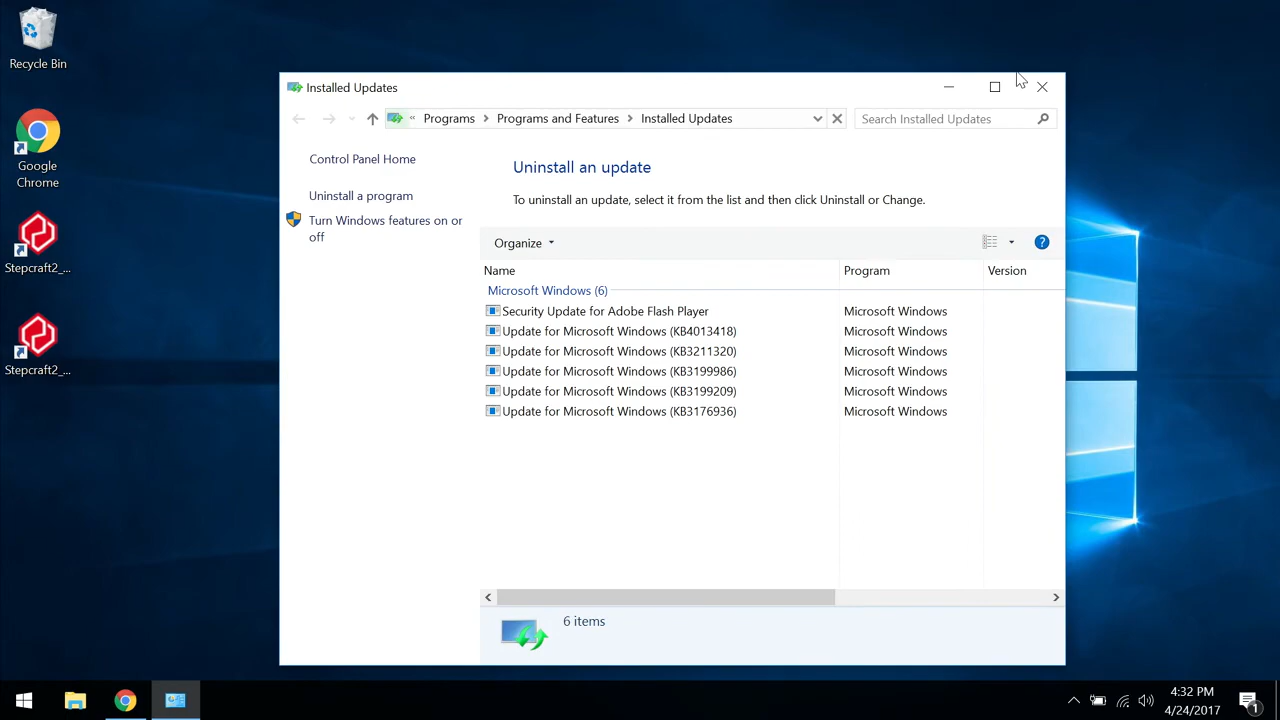 Recycle Bin
Google
Chrome
Stepcraft2_...
Stepcraft2_...
Installed Updates
« Programs > Programs and Features > Installed Updates
Search Installed Updates
Control Panel Home
Uninstall a program
Turn Windows features on or
off
Uninstall an update
To uninstall an update, select it from the list and then click Uninstall or Change.
Organize
?
Name Program Version
Microsoft Windows (6)
Security Update for Adobe Flash Player Microsoft Windows
Update for Microsoft Windows (KB4013418) Microsoft Windows
Update for Microsoft Windows (KB3211320) Microsoft Windows
Update for Microsoft Windows (KB3199986) Microsoft Windows
Update for Microsoft Windows (KB3199209) Microsoft Windows
Update for Microsoft Windows (KB3176936) Microsoft Windows
6 items
4:32 PM
4/24/2017
1